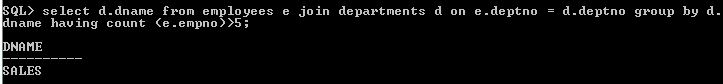 SQL> select d.dname from employees e join departments d on e.deptno = d.deptno group by d.
dname having count (e.empno)>5;
DNAME
----------
SALES